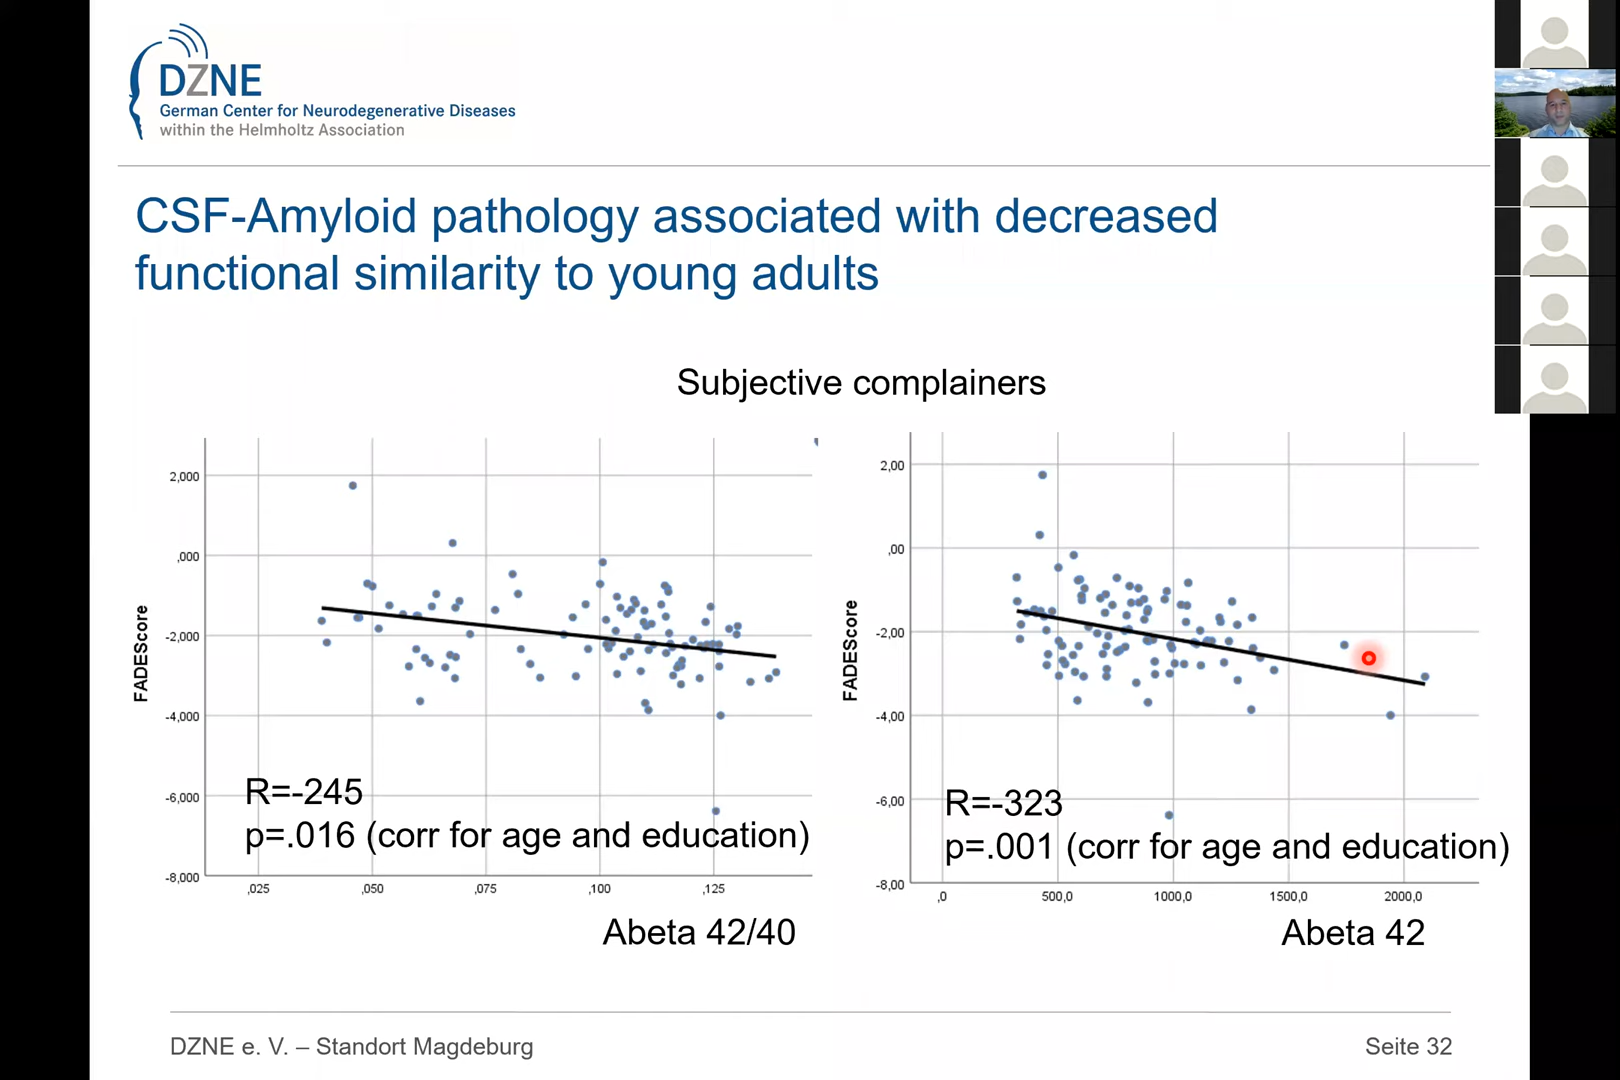 DZNE
German Center for Neurodegenerative Diseases
within the Helmholtz Association
CSF-Amyloid pathology associated with decreased
functional similarity to young adults
Subjective complainers
FADEScore
2,000
,000
-2,000
-4,000
-6,000
-8,000
,025
,050
,075
,100
,125
R=-245
p=.016 (corr for age and education)
Abeta 42/40
FADEScore
2,00
,00
-2,00
-4,00
-6,00
-8,00
,0
500,0
1000,0
1500,0
2000,0
R=-323
p=.001 (corr for age and education)
Abeta 42
DZNE e. V. – Standort Magdeburg
Seite 32